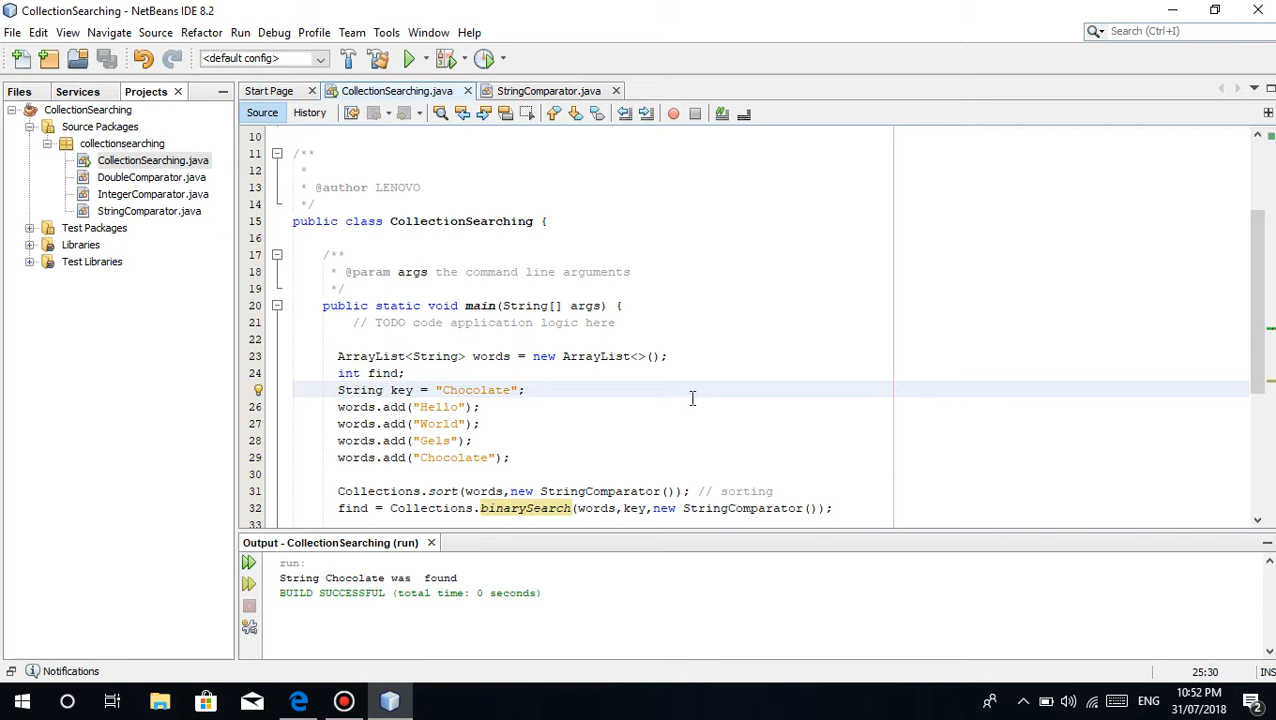 CollectionSearching - NetBeans IDE 8.2
File Edit View Navigate Source Refactor Run Debug Profile Team Tools Window Help
Search (Ctrl+I)
<default config>
Files Services Projects
Start Page CollectionSearching.java StringComparator.java
Source History
CollectionSearching
Source Packages
collectionsearching
CollectionSearching.java
DoubleComparator.java
IntegerComparator.java
StringComparator.java
Test Packages
Libraries
Test Libraries
10
11 /**
12 *
13 * @author LENOVO
14 */
15 public class CollectionSearching {
16
17 /**
18 * @param args the command line arguments
19 */
20 public static void main(String[] args) {
21 // TODO code application logic here
22
23 ArrayList<String> words = new ArrayList<>();
24 int find;
String key = "Chocolate";
26 words.add("Hello");
27 words.add("World");
28 words.add("Gels");
29 words.add("Chocolate");
30
31 Collections.sort(words,new StringComparator()); // sorting
32 find = Collections.binarySearch(words,key,new StringComparator());
33
Output - CollectionSearching (run)
run:
String Chocolate was  found
BUILD SUCCESSFUL (total time: 0 seconds)
Notifications
25:30
INS
ENG
10:52 PM
31/07/2018
2